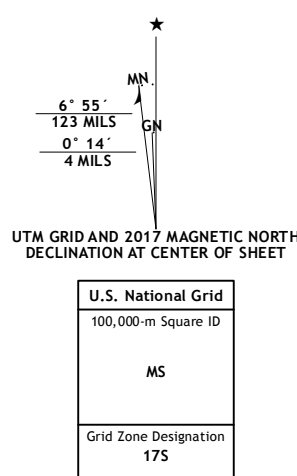 ★
MN
GN
6° 55´
123 MILS
0° 14´
4 MILS
UTM GRID AND 2017 MAGNETIC NORTH
DECLINATION AT CENTER OF SHEET
U.S. National Grid
100,000-m Square ID
MS
Grid Zone Designation
17S